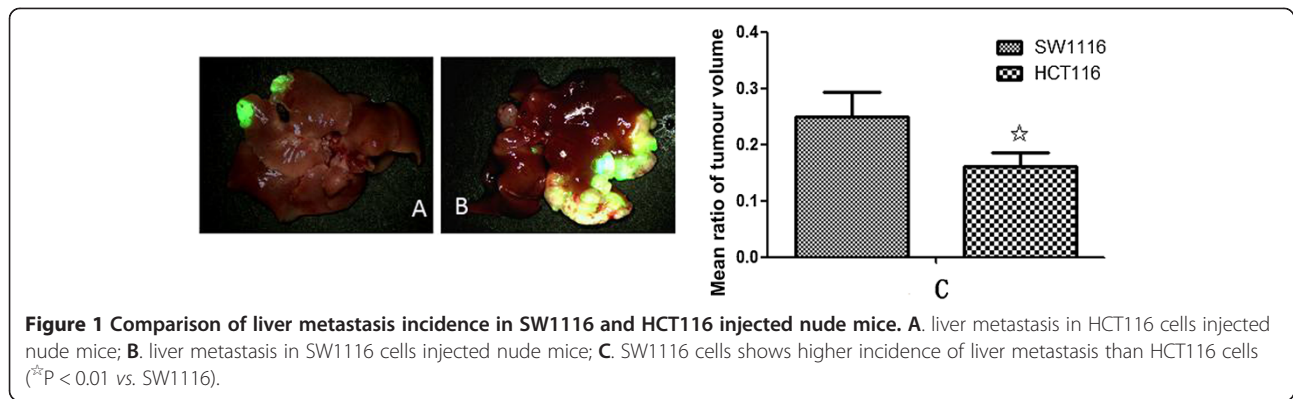 A
B
Mean ratio of tumour volume
0.4
0.3
0.2
0.1
0.0
SW1116
HCT116
☆
C
Figure 1 Comparison of liver metastasis incidence in SW1116 and HCT116 injected nude mice. A. liver metastasis in HCT116 cells injected
nude mice; B. liver metastasis in SW1116 cells injected nude mice; C. SW1116 cells shows higher incidence of liver metastasis than HCT116 cells
(☆P < 0.01 vs. SW1116).